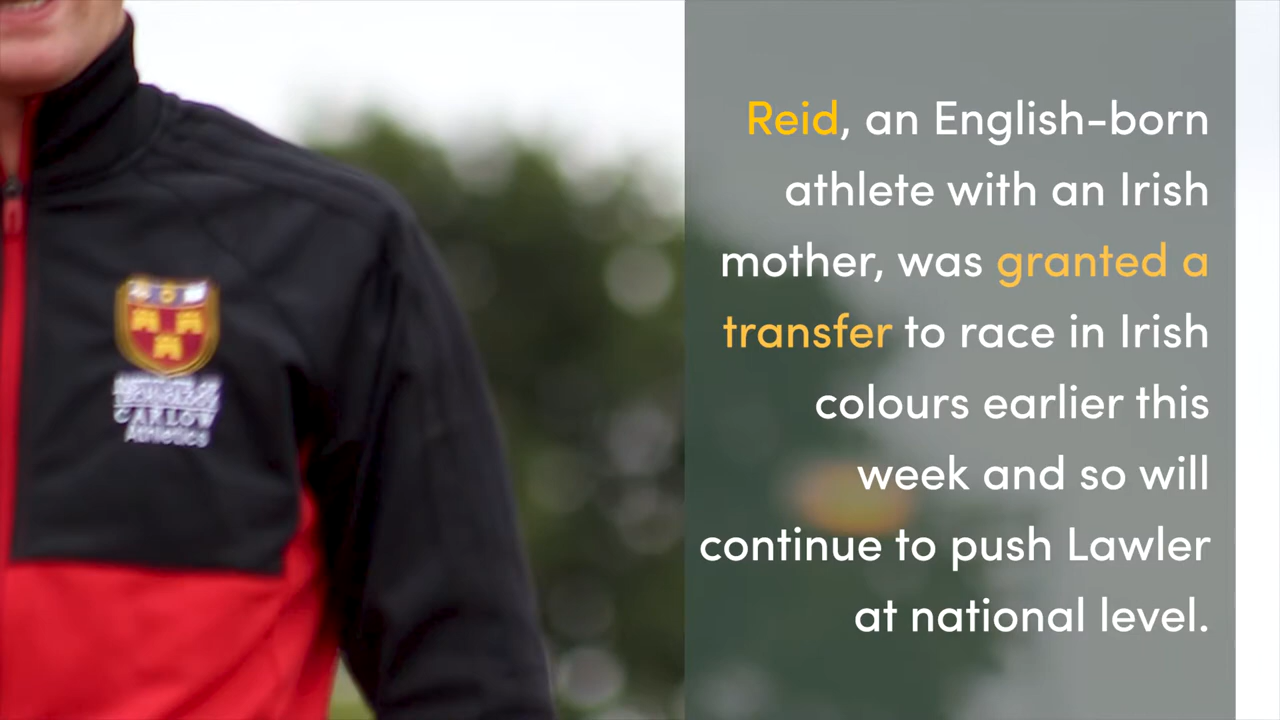 Reid, an English-born
athlete with an Irish
mother, was granted a
transfer to race in Irish
colours earlier this
week and so will
continue to push Lawler
at national level.
CARLOW
Athletics